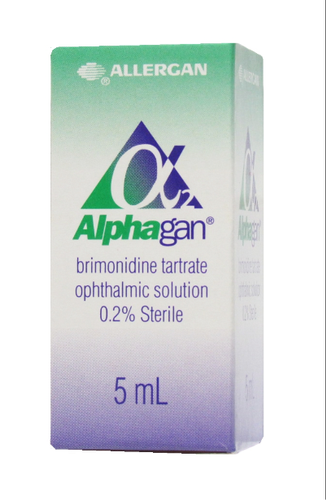 ALLERGAN
®
α2
Alphagan®
brimonidine tartrate
ophthalmic solution
0.2% Sterile
5 mL